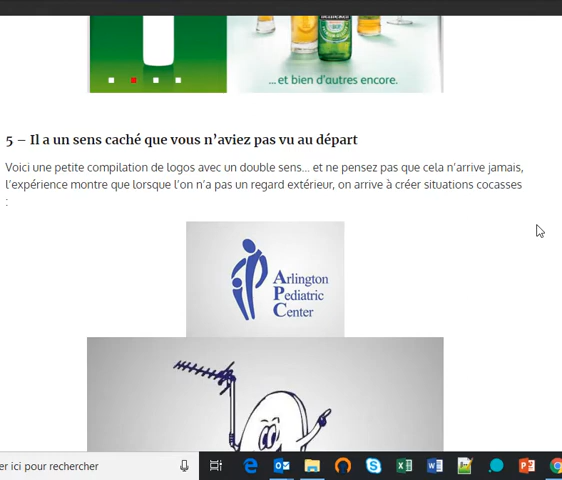 Heineken
... et bien d'autres encore.
5 – Il a un sens caché que vous n'aviez pas vu au départ
Voici une petite compilation de logos avec un double sens... et ne pensez pas que cela n'arrive jamais,
l'expérience montre que lorsque l'on n'a pas un regard extérieur, on arrive à créer situations cocasses
:
Arlington
Pediatric
Center
er ici pour rechercher